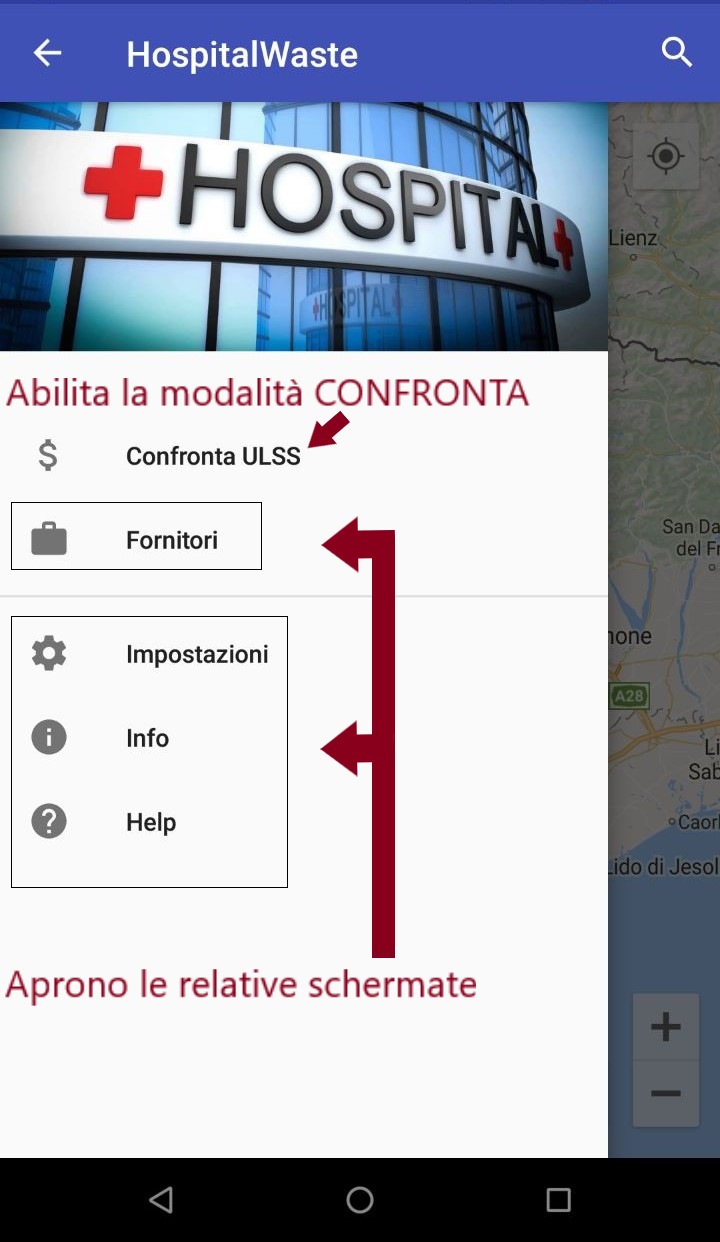 HospitalWaste
HOSPITAL
HOSPITAL
Lienz
Abilita la modalità CONFRONTA
Confronta ULSS
San Da
del Fr
Fornitori
none
Impostazioni
A28
Info
Li
Sab
Help
Caorl
Lido di Jesol
Aprono le relative schermate